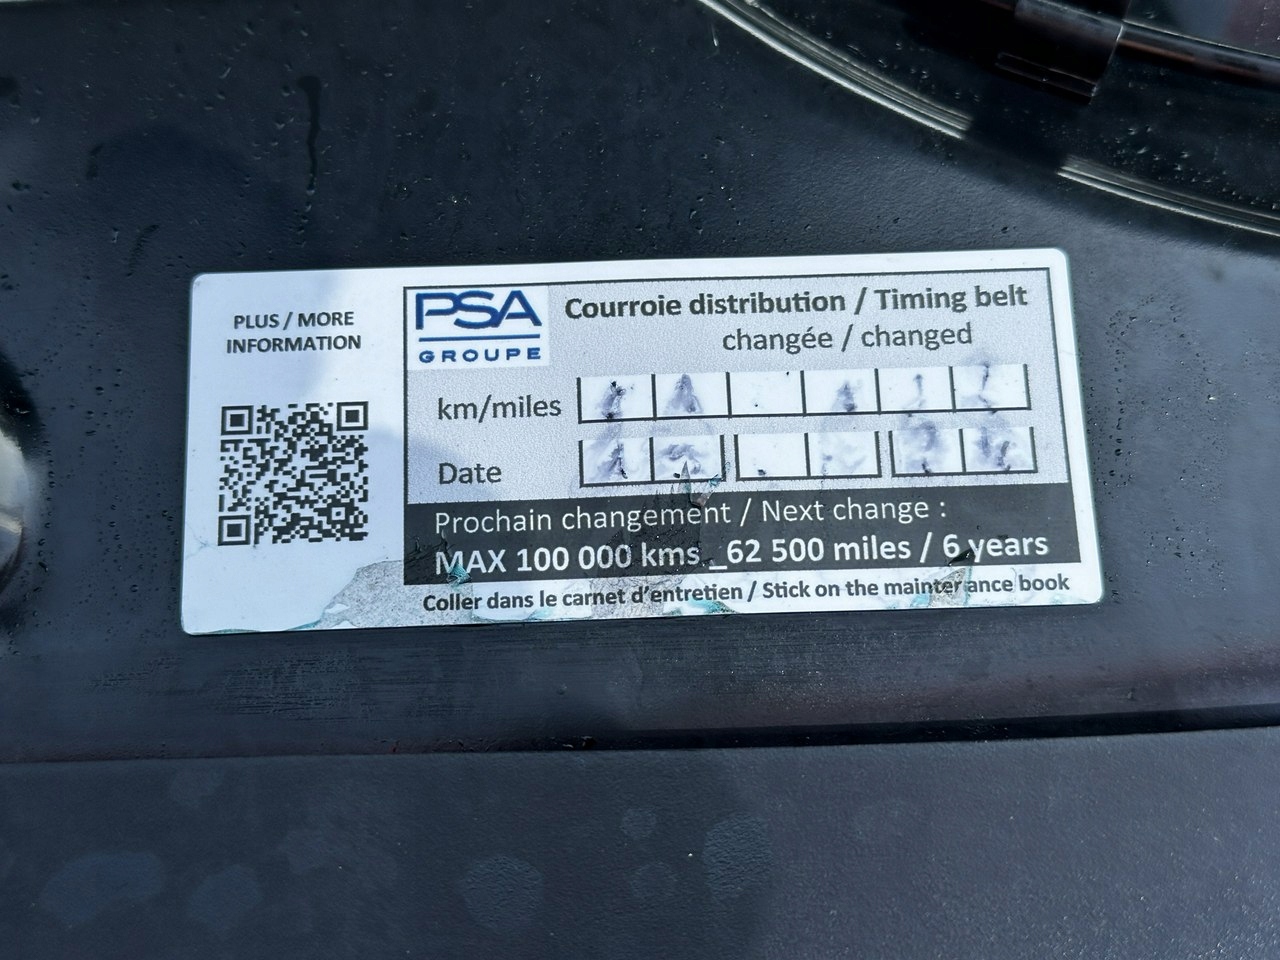 PLUS / MORE
INFORMATION
PSA
GROUPE
Courroie distribution / Timing belt
changée / changed
km/miles
Date
Prochain changement / Next change :
MAX 100 000 kms_62 500 miles / 6 years
Coller dans le carnet d'entretien / Stick on the maintenance book